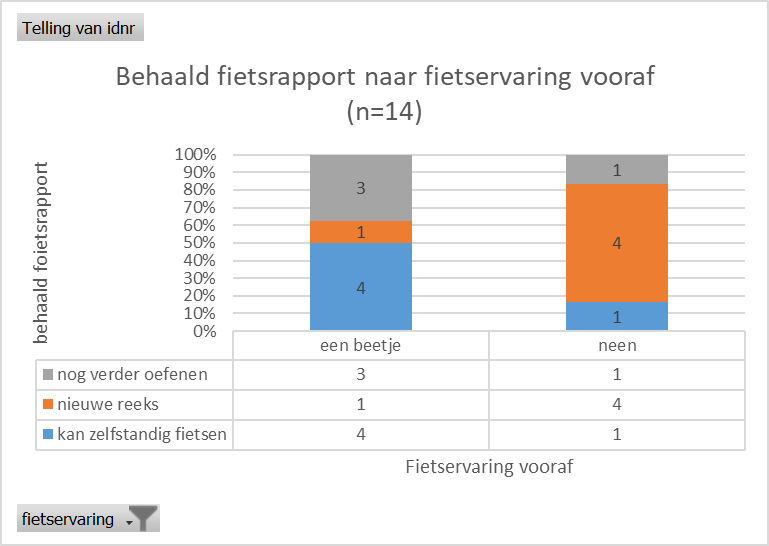 Telling van idnr
Behaald fietsrapport naar fietservaring vooraf
(n=14)
behaald foietsrapport
100%
90%
80%
70%
60%
50%
40%
30%
20%
10%
0%
3
1
4
1
4
1
een beetje neen
nog verder oefenen 3 1
nieuwe reeks 1 4
kan zelfstandig fietsen 4 1
Fietservaring vooraf
fietservaring